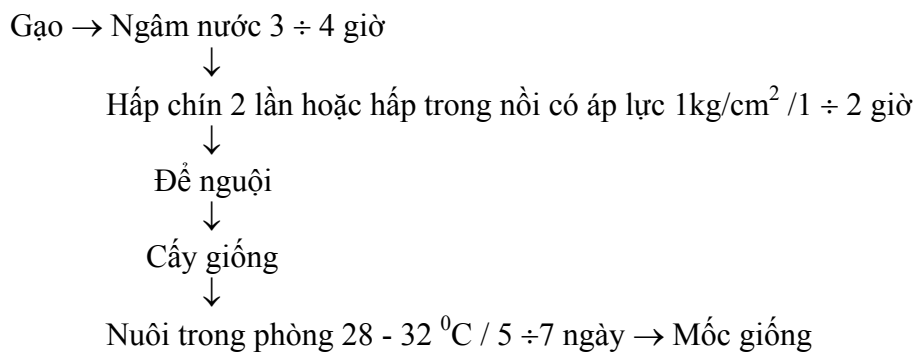 Gạo → Ngâm nước 3 ÷ 4 giờ
↓
Hấp chín 2 lần hoặc hấp trong nồi có áp lực 1kg/cm² /1 ÷ 2 giờ
↓
Để nguội
↓
Cấy giống
↓
Nuôi trong phòng 28 - 32 ⁰C / 5 ÷7 ngày → Mốc giống